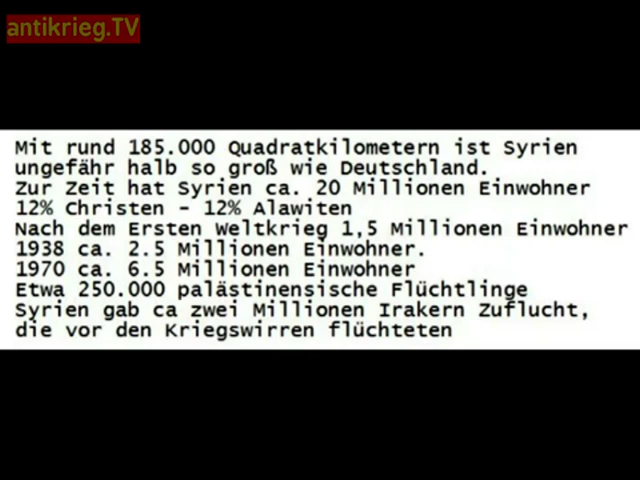 antikrieg.TV
Mit rund 185.000 Quadratkilometern ist Syrien
ungefähr halb so groß wie Deutschland.
Zur Zeit hat Syrien ca. 20 Millionen Einwohner
12% Christen - 12% Alawiten
Nach dem Ersten Weltkrieg 1,5 Millionen Einwohner
1938 ca. 2.5 Millionen Einwohner.
1970 ca. 6.5 Millionen Einwohner
Etwa 250.000 palästinensische Flüchtlinge
Syrien gab ca zwei Millionen Irakern Zuflucht,
die vor den Kriegswirren flüchteten